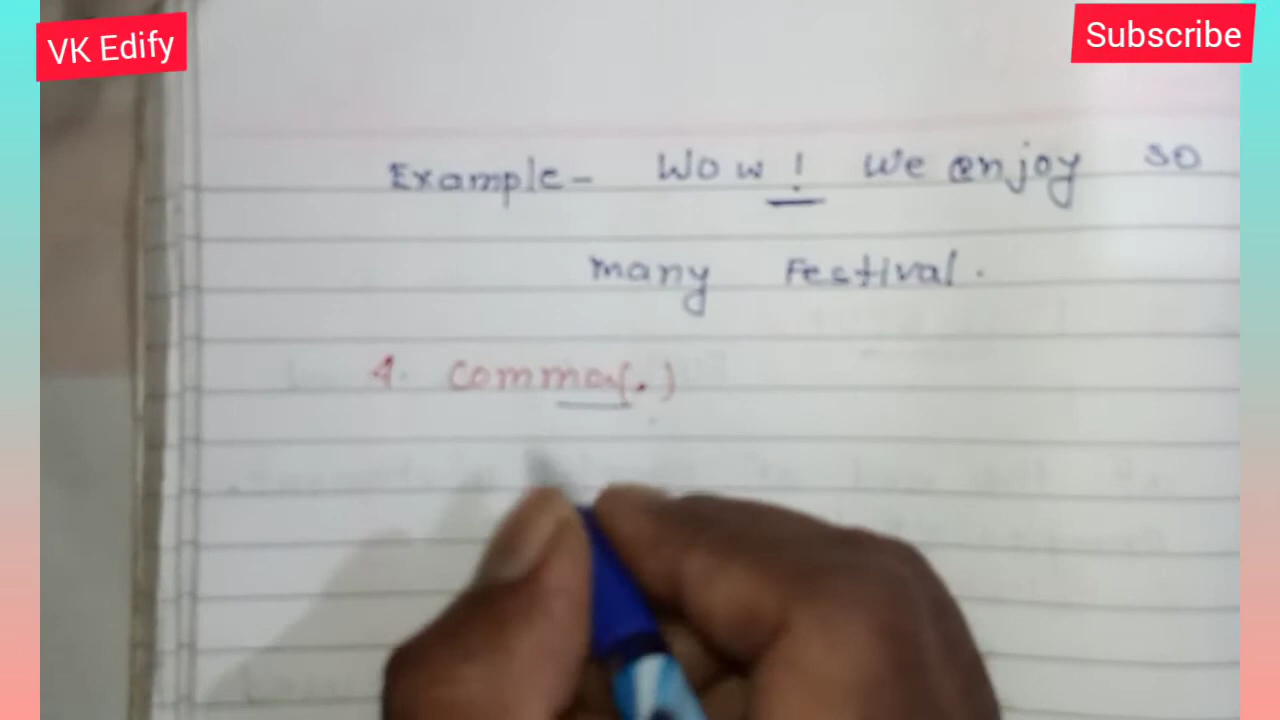 VK Edify
Subscribe
Example - Wow! We enjoy so
many Festival.
4. Comma(,)